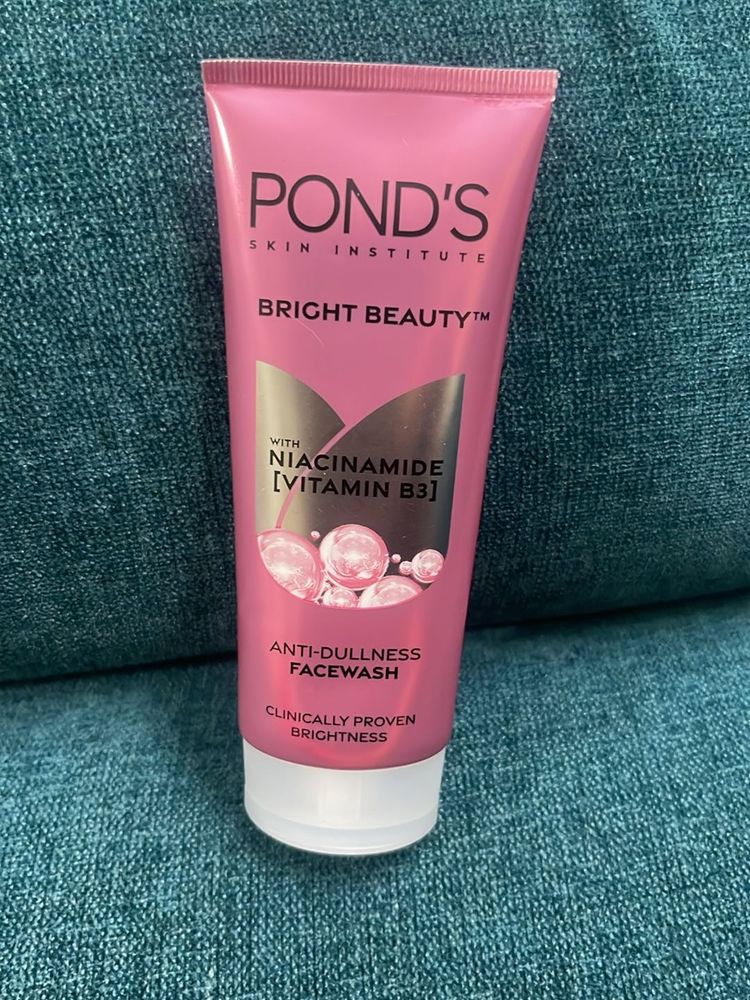 POND'S
SKIN INSTITUTE
BRIGHT BEAUTY™
WITH
NIACINAMIDE
[VITAMIN B3]
ANTI-DULLNESS
FACEWASH
CLINICALLY PROVEN
BRIGHTNESS